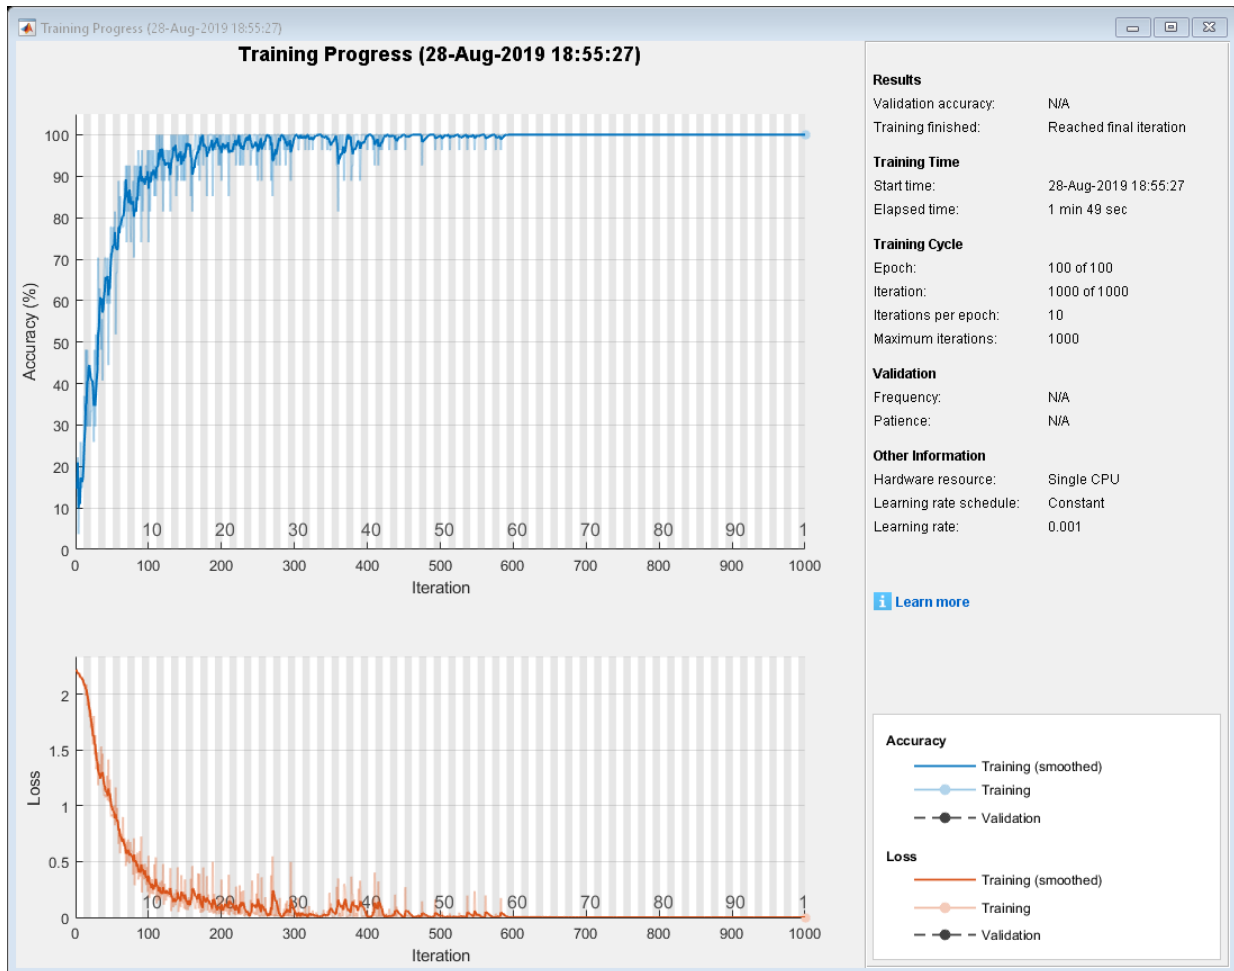 Training Progress (28-Aug-2019 18:55:27)
Training Progress (28-Aug-2019 18:55:27)
Accuracy (%)
100
90
80
70
60
50
40
30
20
10
0
10 20 30 40 50 60 70 80 90 1
0 100 200 300 400 500 600 700 800 900 1000
Iteration
Loss
2
1.5
1
0.5
0
10 20 30 40 50 60 70 80 90 1
0 100 200 300 400 500 600 700 800 900 1000
Iteration
Results
Validation accuracy: N/A
Training finished: Reached final iteration
Training Time
Start time: 28-Aug-2019 18:55:27
Elapsed time: 1 min 49 sec
Training Cycle
Epoch: 100 of 100
Iteration: 1000 of 1000
Iterations per epoch: 10
Maximum iterations: 1000
Validation
Frequency: N/A
Patience: N/A
Other Information
Hardware resource: Single CPU
Learning rate schedule: Constant
Learning rate: 0.001
i Learn more
Accuracy
Training (smoothed)
Training
Validation
Loss
Training (smoothed)
Training
Validation